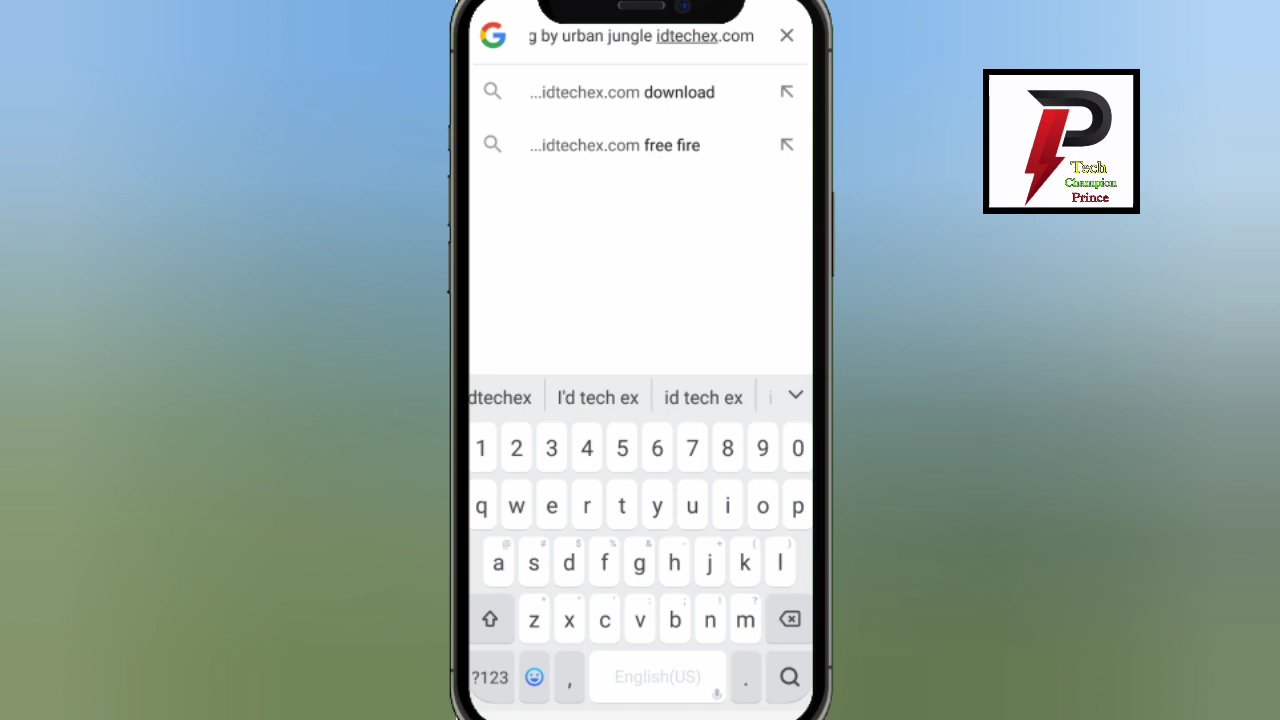 g by urban jungle idtechex.com
...idtechex.com download
...idtechex.com free fire
Tech
Champion
Prince
dtechex I'd tech ex id tech ex i
1 2 3 4 5 6 7 8 9 0
q w e r t y u i o p
@ # $ % & - + ( )
a s d f g h j k l
* " ' : ; ! ?
z x c v b n m
?123 , English(US) .